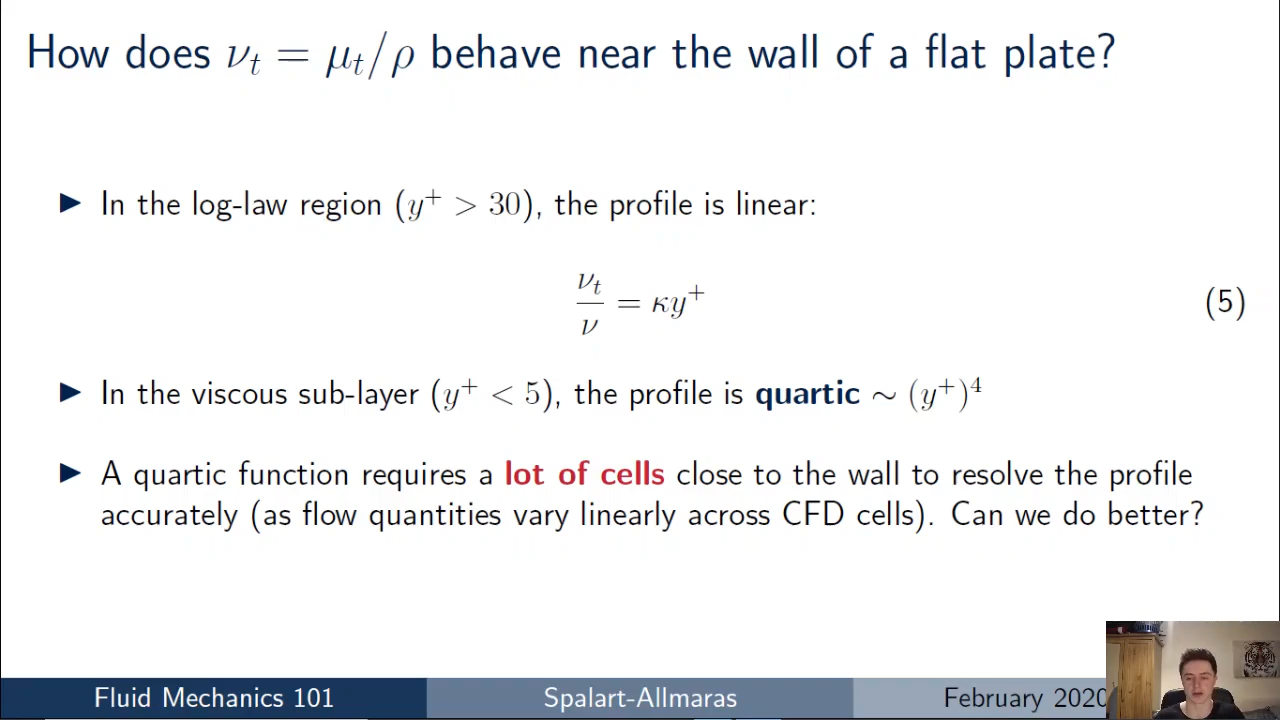 How does νt = μt/ρ behave near the wall of a flat plate?
▶ In the log-law region (y⁺ > 30), the profile is linear:
νt/ν = κy⁺ (5)
▶ In the viscous sub-layer (y⁺ < 5), the profile is quartic ∼ (y⁺)⁴
▶ A quartic function requires a lot of cells close to the wall to resolve the profile
accurately (as flow quantities vary linearly across CFD cells). Can we do better?
Fluid Mechanics 101 Spalart-Allmaras February 2020